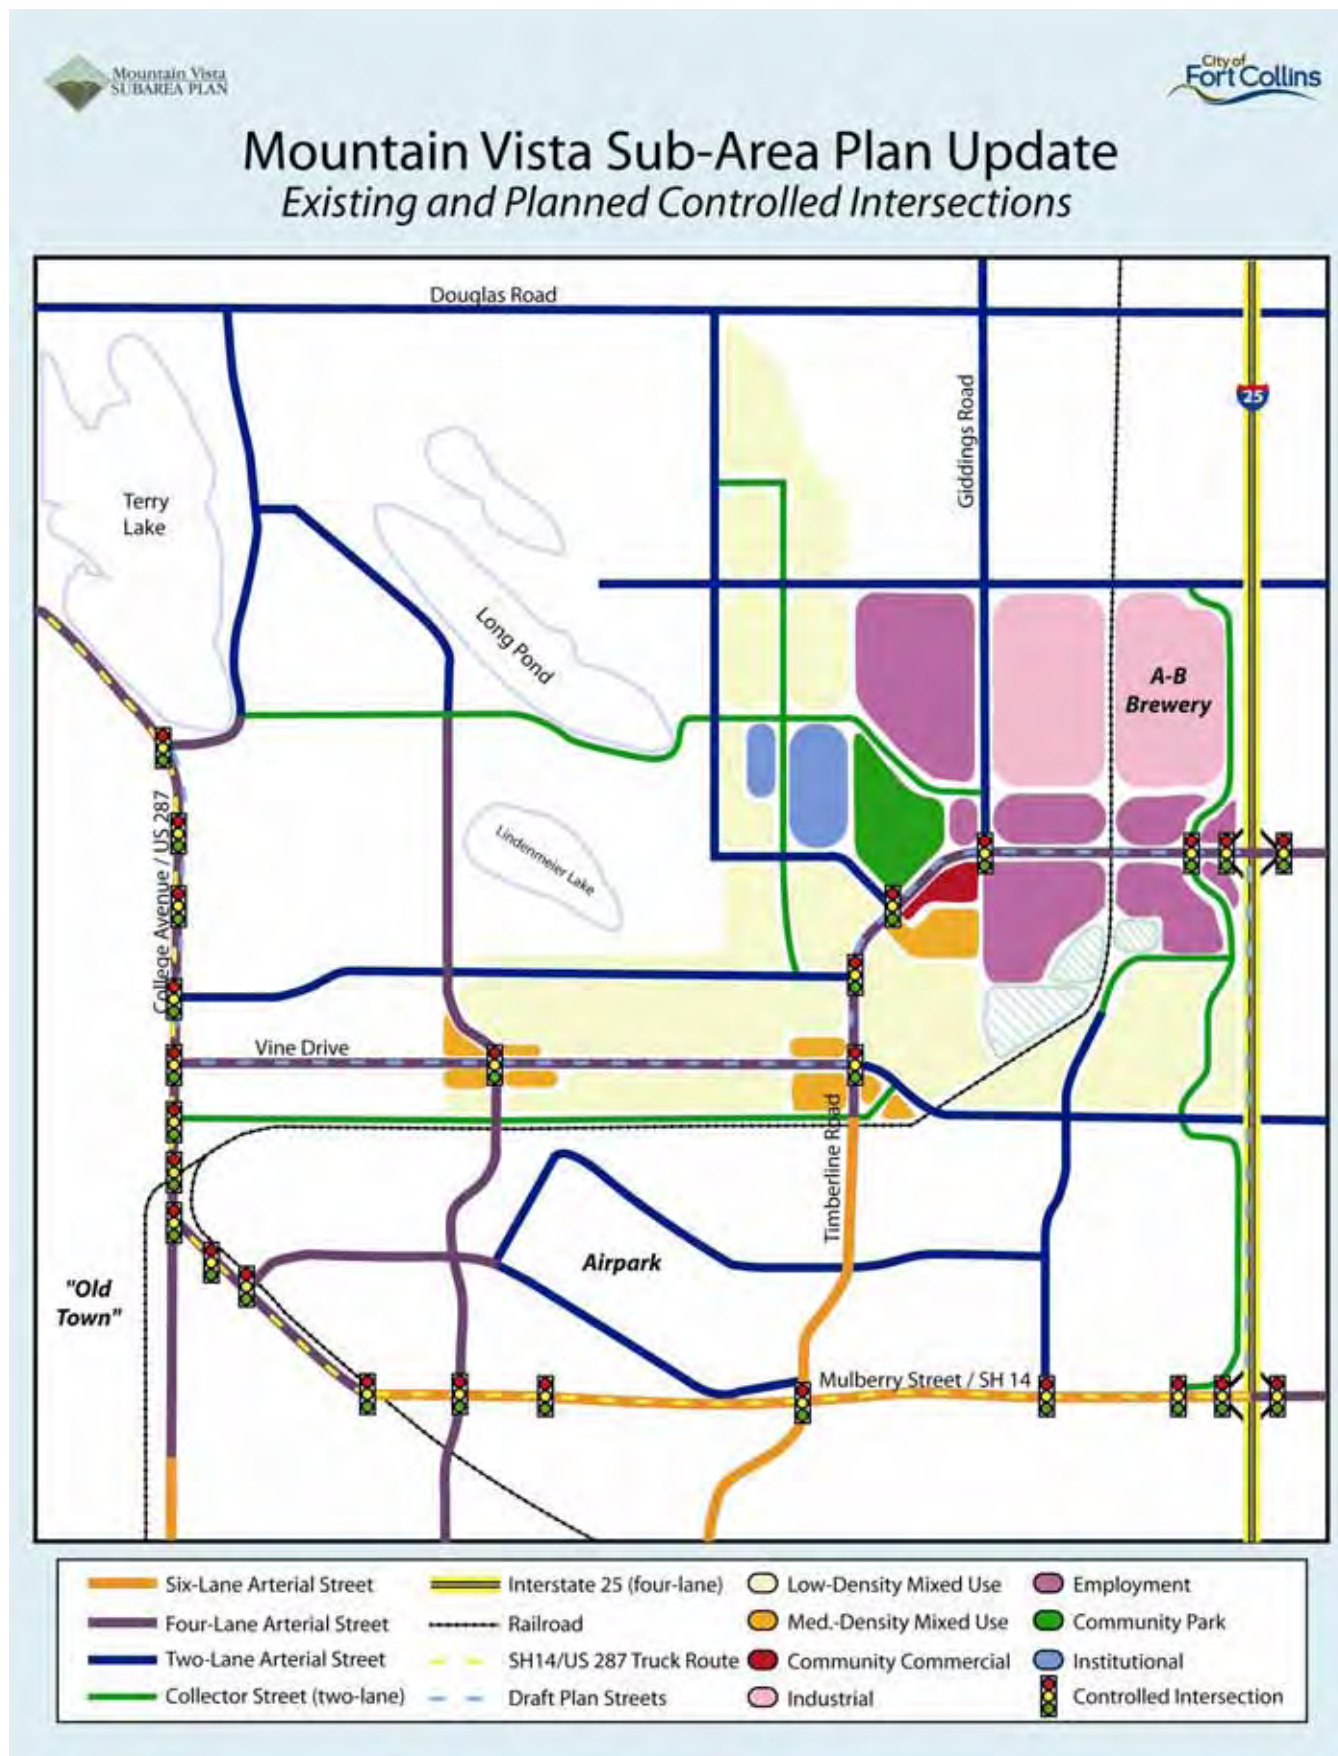 Mountain Vista
SUBAREA PLAN
City of
Fort Collins
Mountain Vista Sub-Area Plan Update
Existing and Planned Controlled Intersections
Douglas Road
25
Giddings Road
Terry
Lake
Long Pond
A-B
Brewery
College Avenue / US 287
Lindenmeier Lake
Vine Drive
Timberline Road
Airpark
"Old
Town"
Mulberry Street / SH 14
Six-Lane Arterial Street
Four-Lane Arterial Street
Two-Lane Arterial Street
Collector Street (two-lane)
Interstate 25 (four-lane)
Railroad
SH14/US 287 Truck Route
Draft Plan Streets
Low-Density Mixed Use
Med.-Density Mixed Use
Community Commercial
Industrial
Employment
Community Park
Institutional
Controlled Intersection